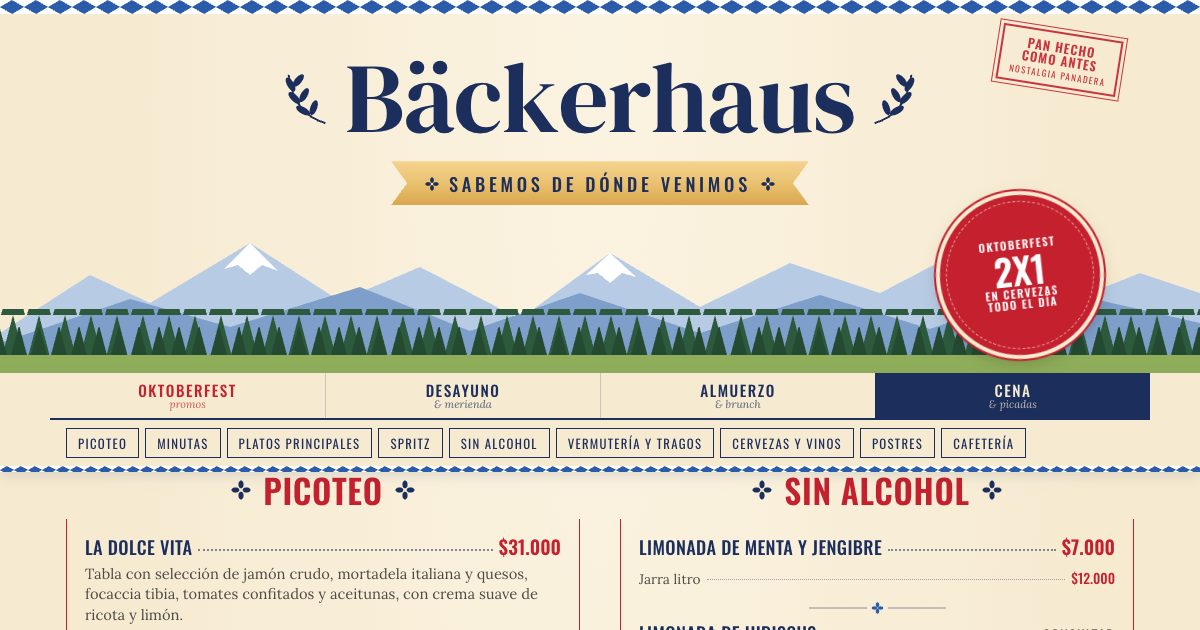 PAN HECHO
COMO ANTES
NOSTALGIA PANADERA
Bäckerhaus
SABEMOS DE DÓNDE VENIMOS
OKTOBERFEST
2X1
EN CERVEZAS
TODO EL DÍA
OKTOBERFEST
promos
DESAYUNO
& merienda
ALMUERZO
& brunch
CENA
& picadas
PICOTEO
MINUTAS
PLATOS PRINCIPALES
SPRITZ
SIN ALCOHOL
VERMUTERÍA Y TRAGOS
CERVEZAS Y VINOS
POSTRES
CAFETERÍA
PICOTEO
LA DOLCE VITA $31.000
Tabla con selección de jamón crudo, mortadela italiana y quesos,
focaccia tibia, tomates confitados y aceitunas, con crema suave de
ricota y limón.
SIN ALCOHOL
LIMONADA DE MENTA Y JENGIBRE $7.000
Jarra litro $12.000
LIMONADA DE HIBISCUS